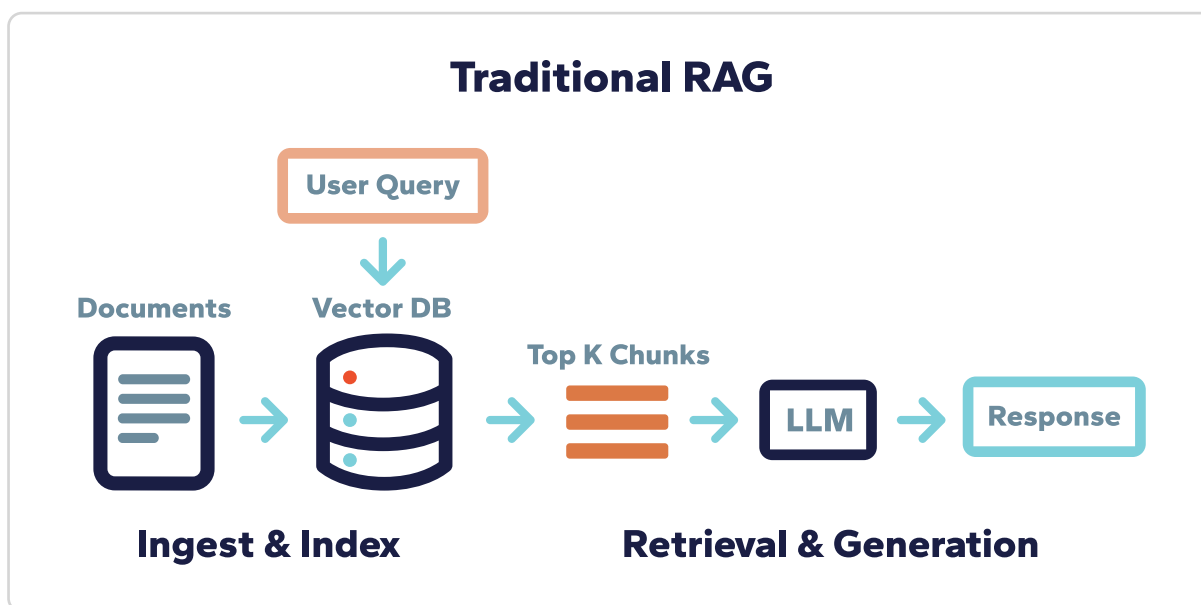 Traditional RAG
User Query
Documents
Vector DB
Top K Chunks
LLM
Response
Ingest & Index
Retrieval & Generation